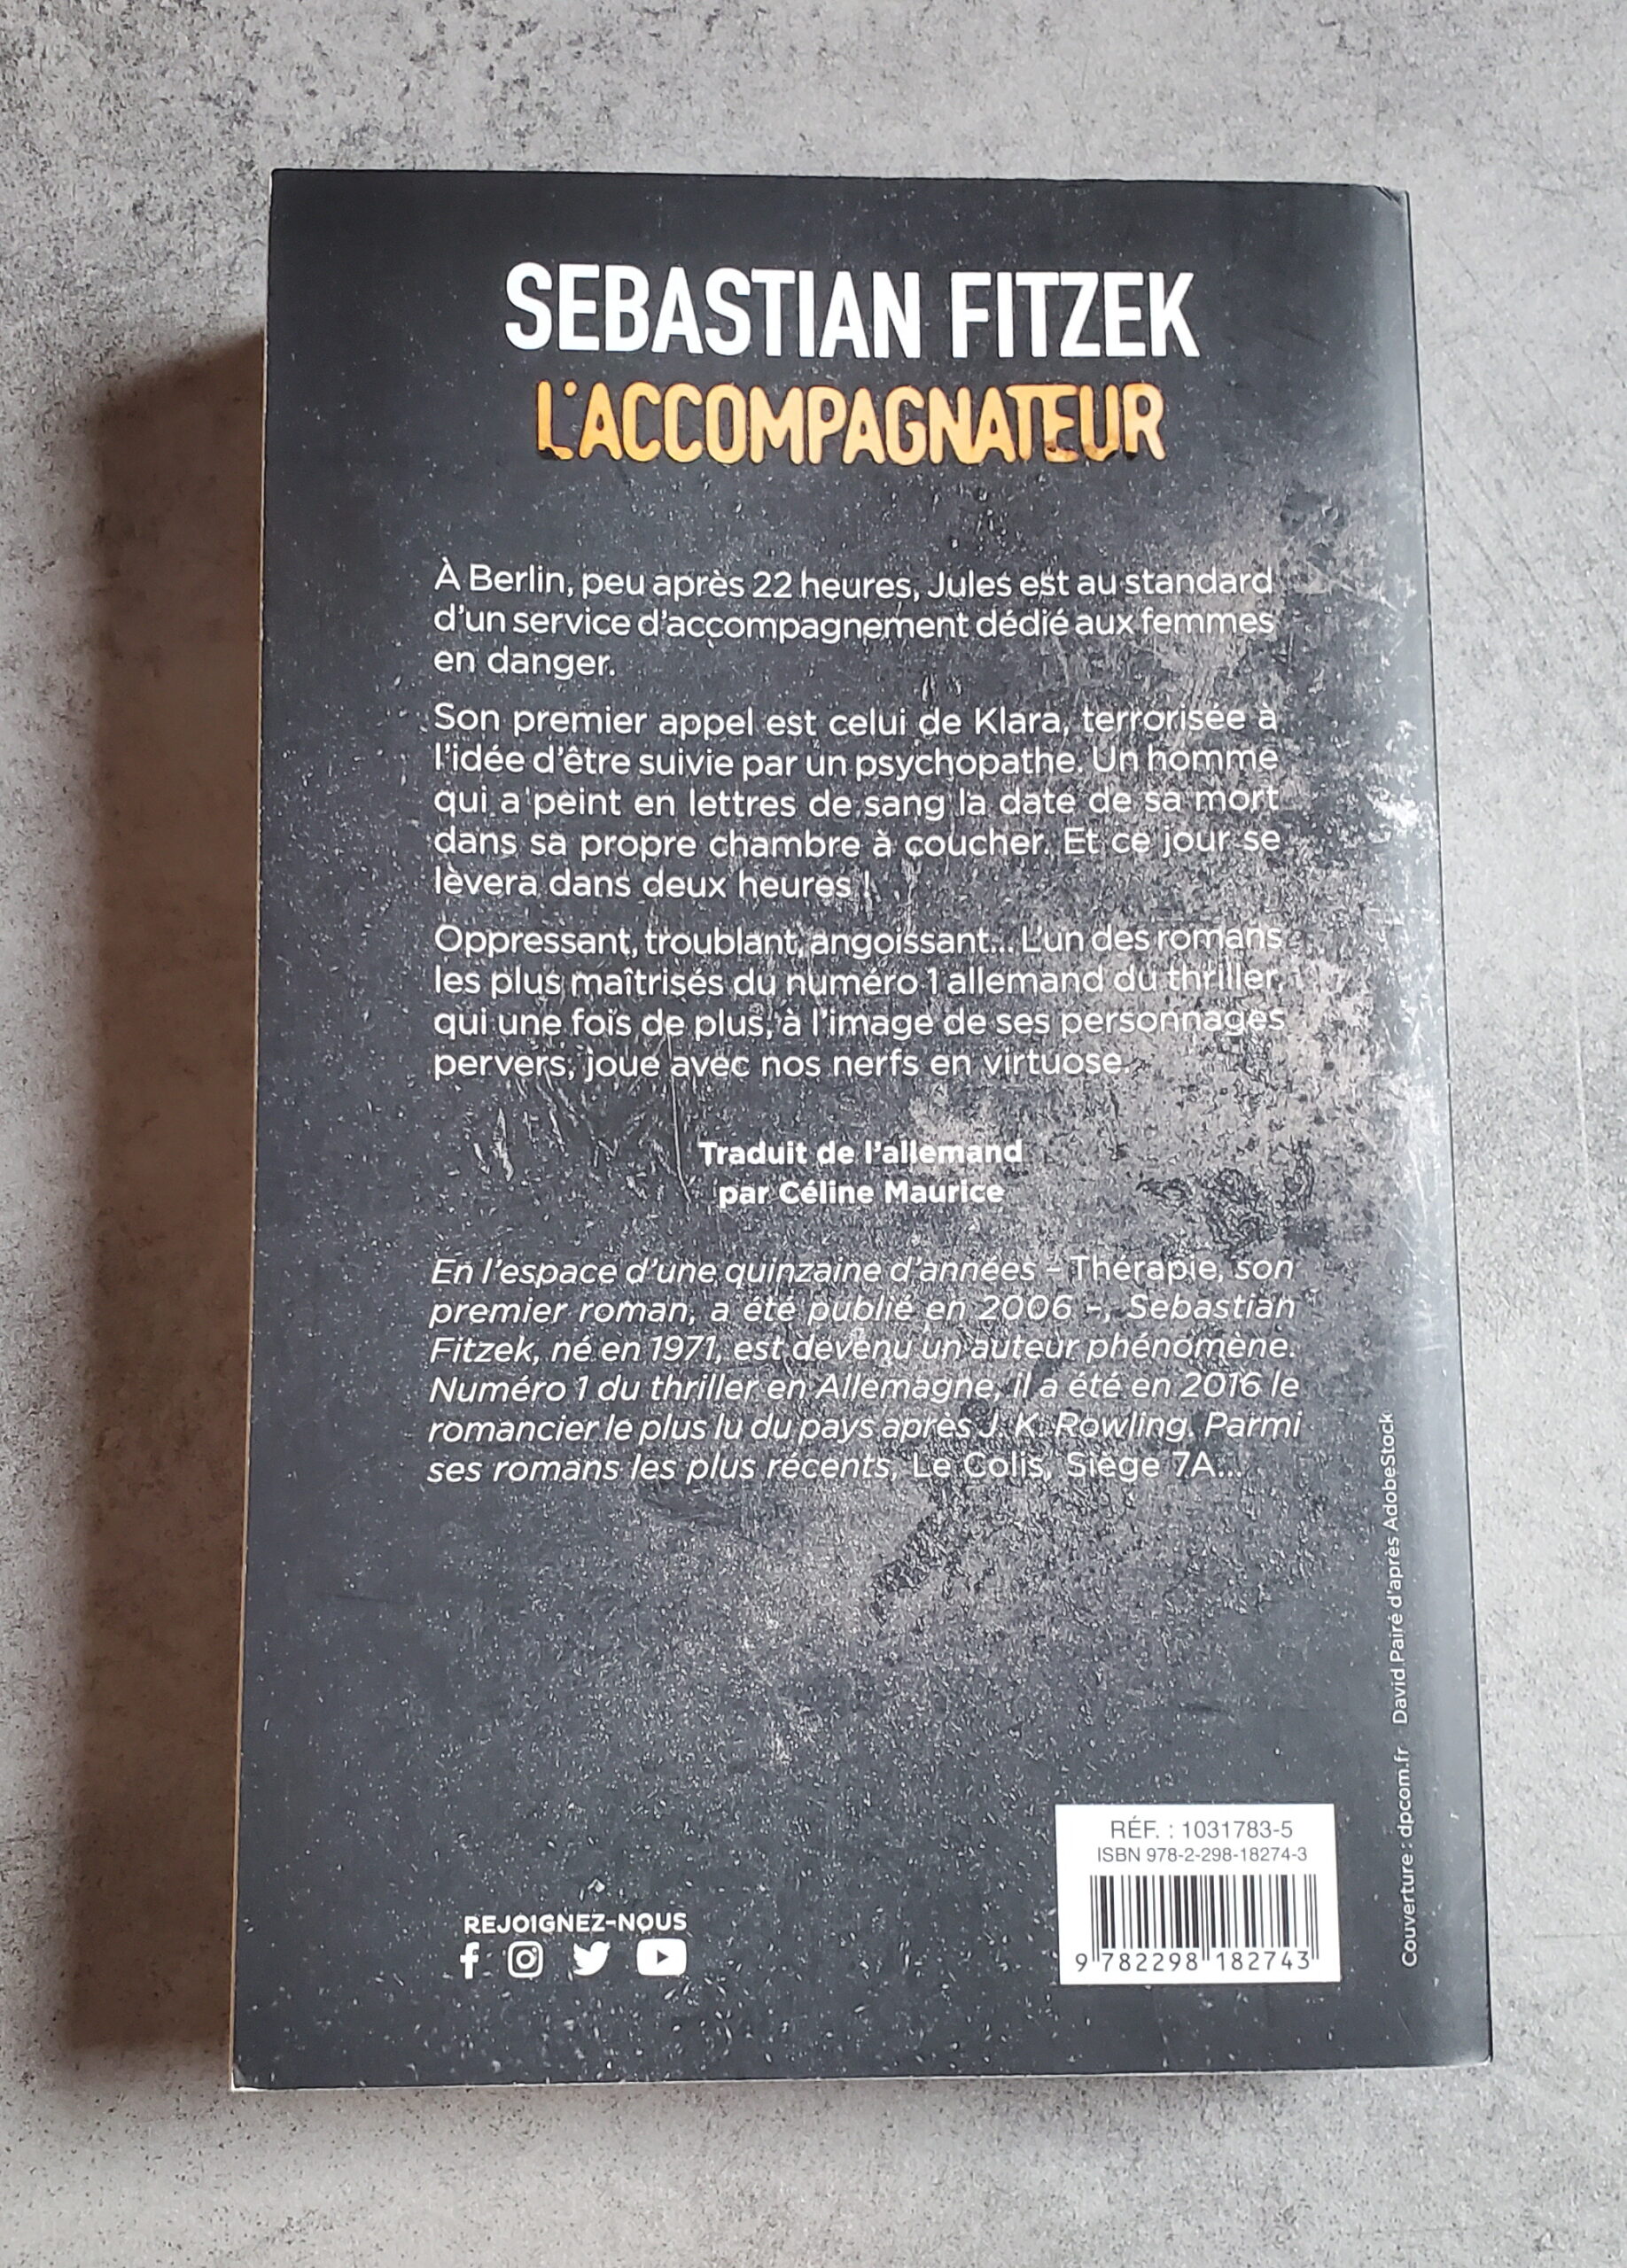 SEBASTIAN FITZEK
L'ACCOMPAGNATEUR
À Berlin, peu après 22 heures, Jules est au standard
d'un service d'accompagnement dédié aux femmes
en danger.
Son premier appel est celui de Klara, terrorisée à
l'idée d'être suivie par un psychopathe. Un homme
qui a peint en lettres de sang la date de sa mort
dans sa propre chambre à coucher. Et ce jour se
lèvera dans deux heures !
Oppressant, troublant, angoissant... L'un des romans
les plus maîtrisés du numéro 1 allemand du thriller,
qui une fois de plus, à l'image de ses personnages
pervers, joue avec nos nerfs en virtuose.
Traduit de l'allemand
par Céline Maurice
En l'espace d'une quinzaine d'années – Thérapie, son
premier roman, a été publié en 2006 –, Sebastian
Fitzek, né en 1971, est devenu un auteur phénomène.
Numéro 1 du thriller en Allemagne, il a été en 2016 le
romancier le plus lu du pays après J. K. Rowling. Parmi
ses romans les plus récents, Le Colis, Siège 7A...
REJOIGNEZ-NOUS
RÉF. : 1031783-5
ISBN 978-2-298-18274-3
9 782298 182743
Couverture : dpcom.fr David Pairé d'après AdobeStock